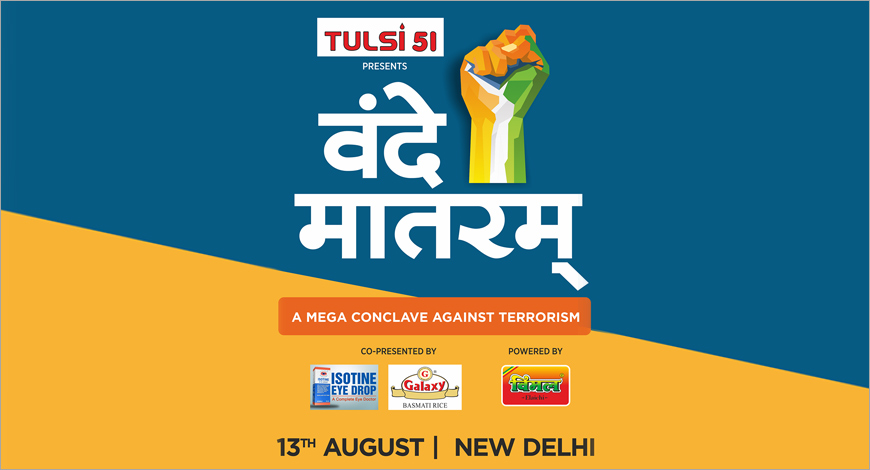 TULSi 51
PRESENTS
वंदे
मातरम्
A MEGA CONCLAVE AGAINST TERRORISM
CO-PRESENTED BY
POWERED BY
ISOTINE
EYE DROP
A Complete Eye Doctor
G
Galaxy
BASMATI RICE
विमल
Elaichi
13TH AUGUST | NEW DELHI